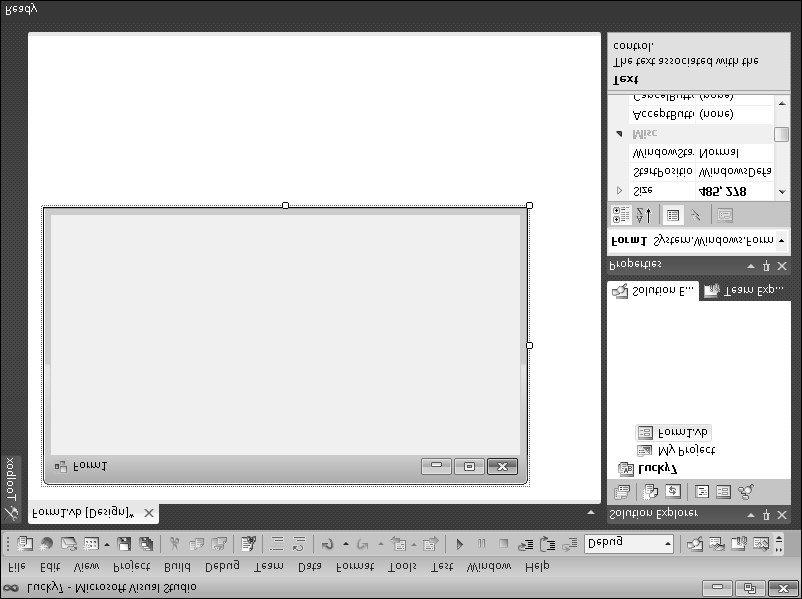 Lucky7 - Microsoft Visual Studio
File Edit View Project Build Debug Team Data Format Tools Test Window Help
Debug
Form1.vb [Design]*
Toolbox
Form1
Solution Explorer
Lucky7
My Project
Form1.vb
Solution E... Team Exp...
Properties
Form1 System.Windows.Form
Size 485, 278
StartPositio WindowsDefa
WindowSta Normal
Misc
AcceptButt (none)
CancelButto (none)
Text
The text associated with the
control.
Ready